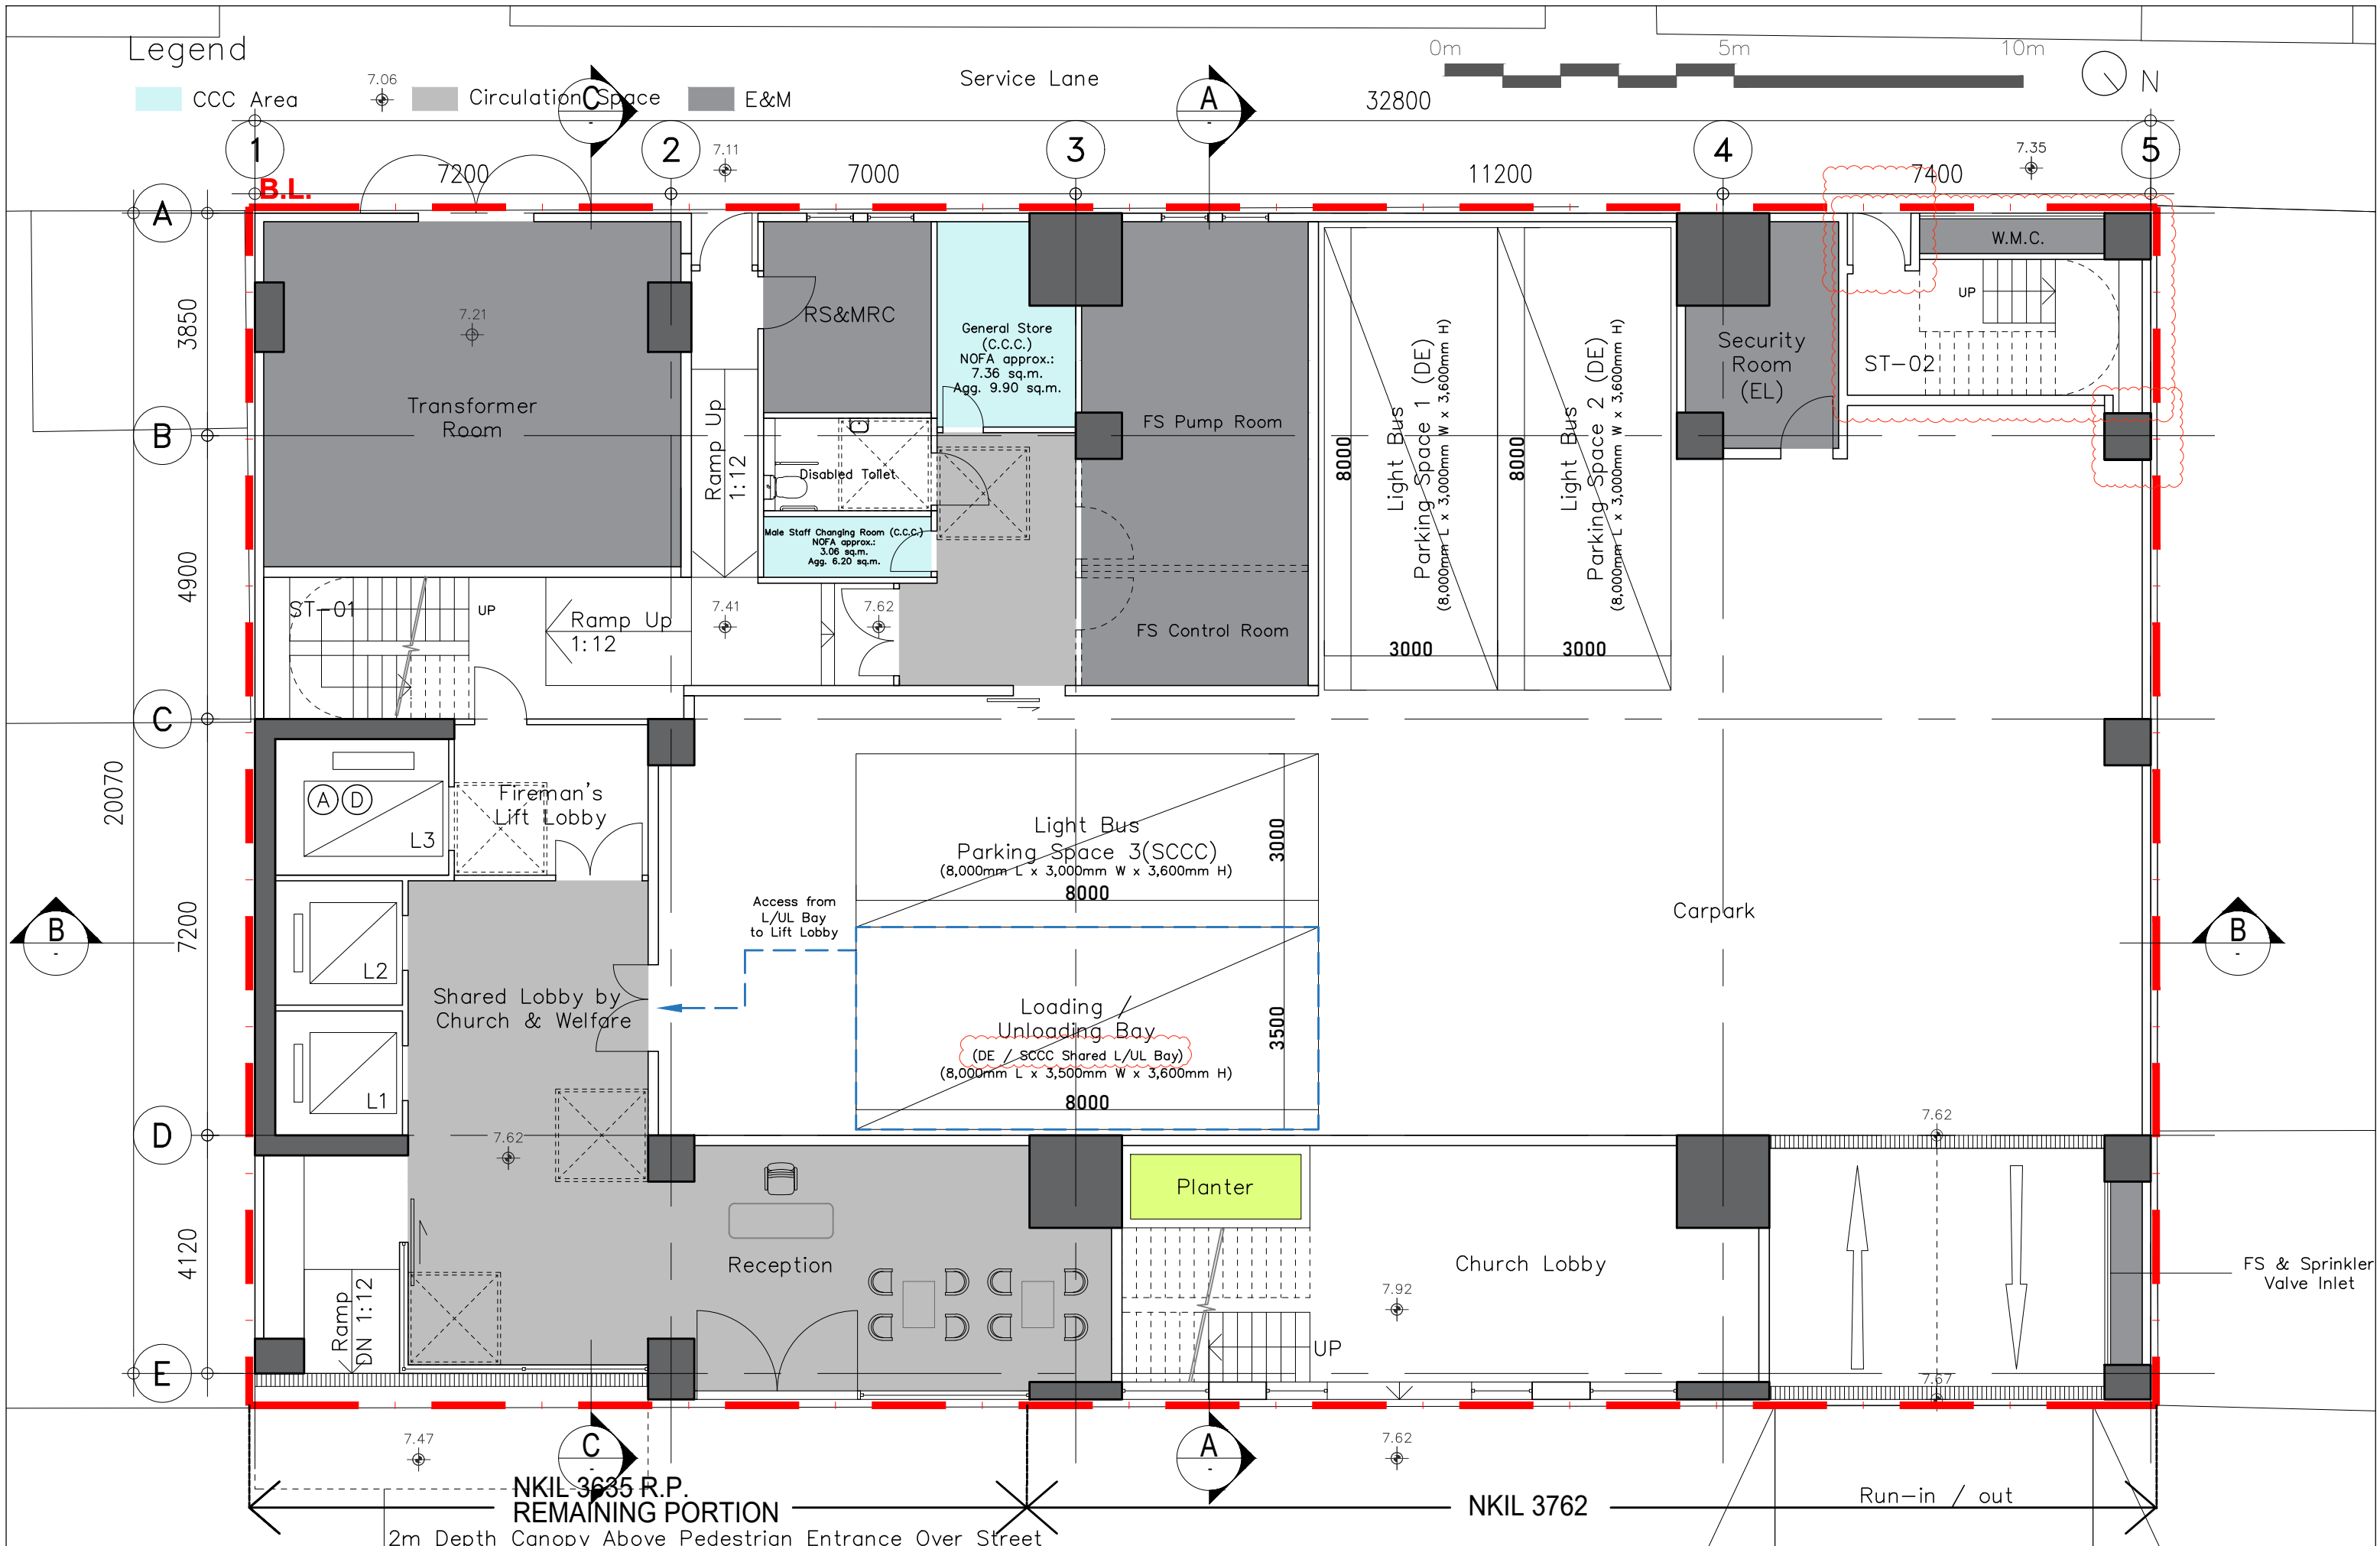 Legend
CCC Area
Circulation Space
E&M
7.06
C
-
Service Lane
A
-
0m
5m
10m
N
32800
1
2
3
4
5
7200
7.11
7000
11200
7400
7.35
B.L.
A
B
C
D
E
3850
4900
7200
4120
20070
7.21
Transformer
Room
Ramp Up
1:12
RS&MRC
General Store
(C.C.C.)
NOFA approx.:
7.36 sq.m.
Agg. 9.90 sq.m.
Disabled Toilet
Male Staff Changing Room (C.C.C.)
NOFA approx.:
3.06 sq.m.
Agg. 6.20 sq.m.
FS Pump Room
FS Control Room
8000
Light Bus
Parking Space 1 (DE)
(8,000mm L x 3,000mm W x 3,600mm H)
3000
8000
Light Bus
Parking Space 2 (DE)
(8,000mm L x 3,000mm W x 3,600mm H)
3000
Security
Room
(EL)
W.M.C.
UP
ST-02
ST-01
UP
Ramp Up
1:12
7.41
7.62
A
D
L3
Fireman's
Lift Lobby
L2
L1
Shared Lobby by
Church & Welfare
Access from
L/UL Bay
to Lift Lobby
Light Bus
Parking Space 3(SCCC)
(8,000mm L x 3,000mm W x 3,600mm H)
8000
3000
Loading /
Unloading Bay
(DE / SCCC Shared L/UL Bay)
(8,000mm L x 3,500mm W x 3,600mm H)
8000
3500
Carpark
B
-
B
-
7.62
7.62
Planter
Reception
Church Lobby
7.92
UP
Ramp
DN 1:12
7.67
FS & Sprinkler
Valve Inlet
7.47
C
-
A
-
7.62
NKIL 3635 R.P.
REMAINING PORTION
NKIL 3762
Run-in / out
2m Depth Canopy Above Pedestrian Entrance Over Street